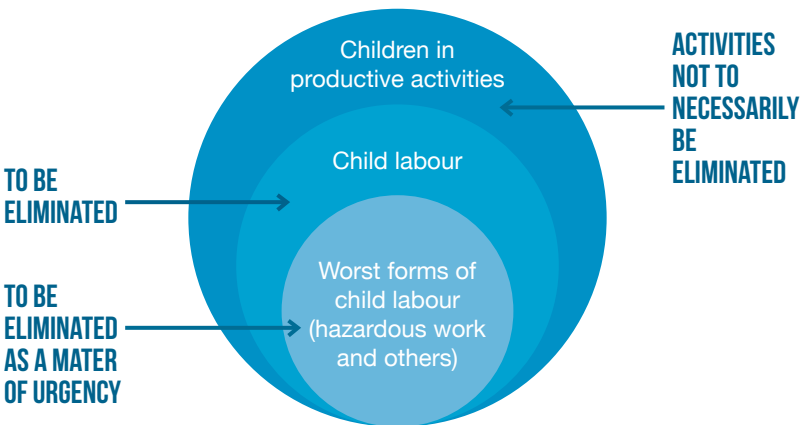 Children in
productive activities
ACTIVITIES
NOT TO
NECESSARILY
BE
ELIMINATED
Child labour
TO BE
ELIMINATED
Worst forms of
child labour
(hazardous work
and others)
TO BE
ELIMINATED
AS A MATER
OF URGENCY